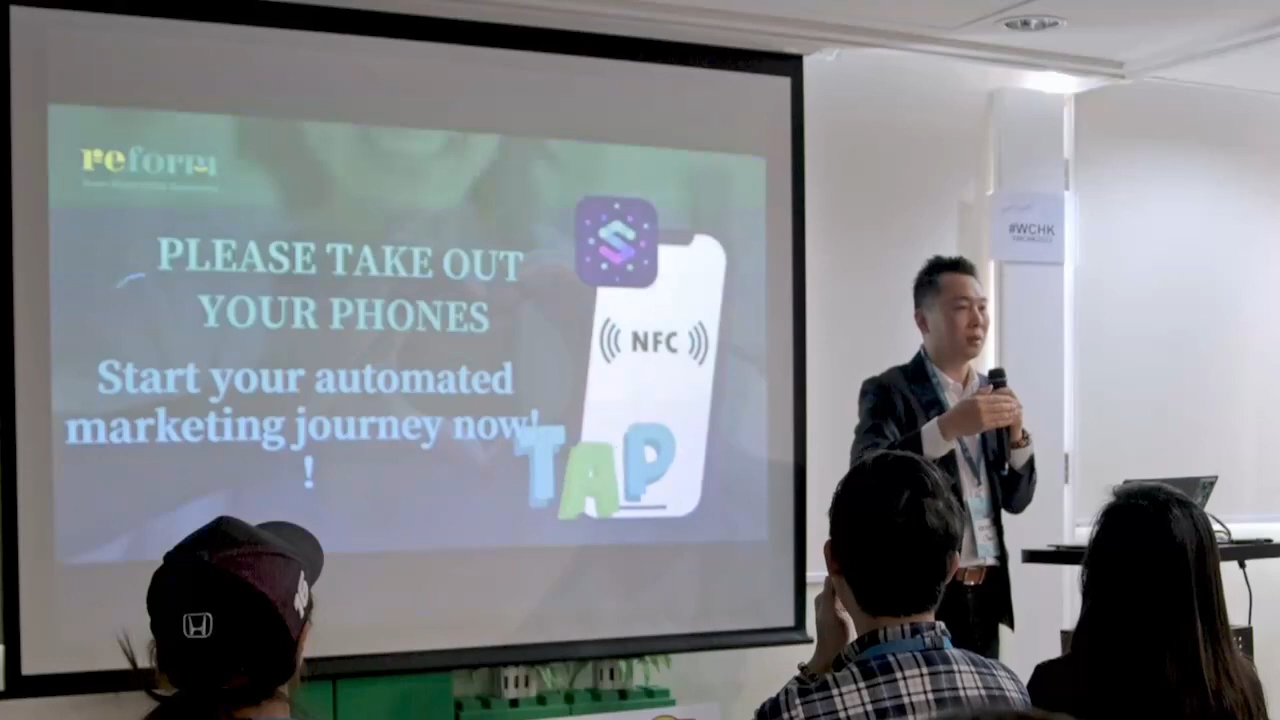 reform
PLEASE TAKE OUT
YOUR PHONES
Start your automated
marketing journey now!
!
S
NFC
TAP
#WCHK